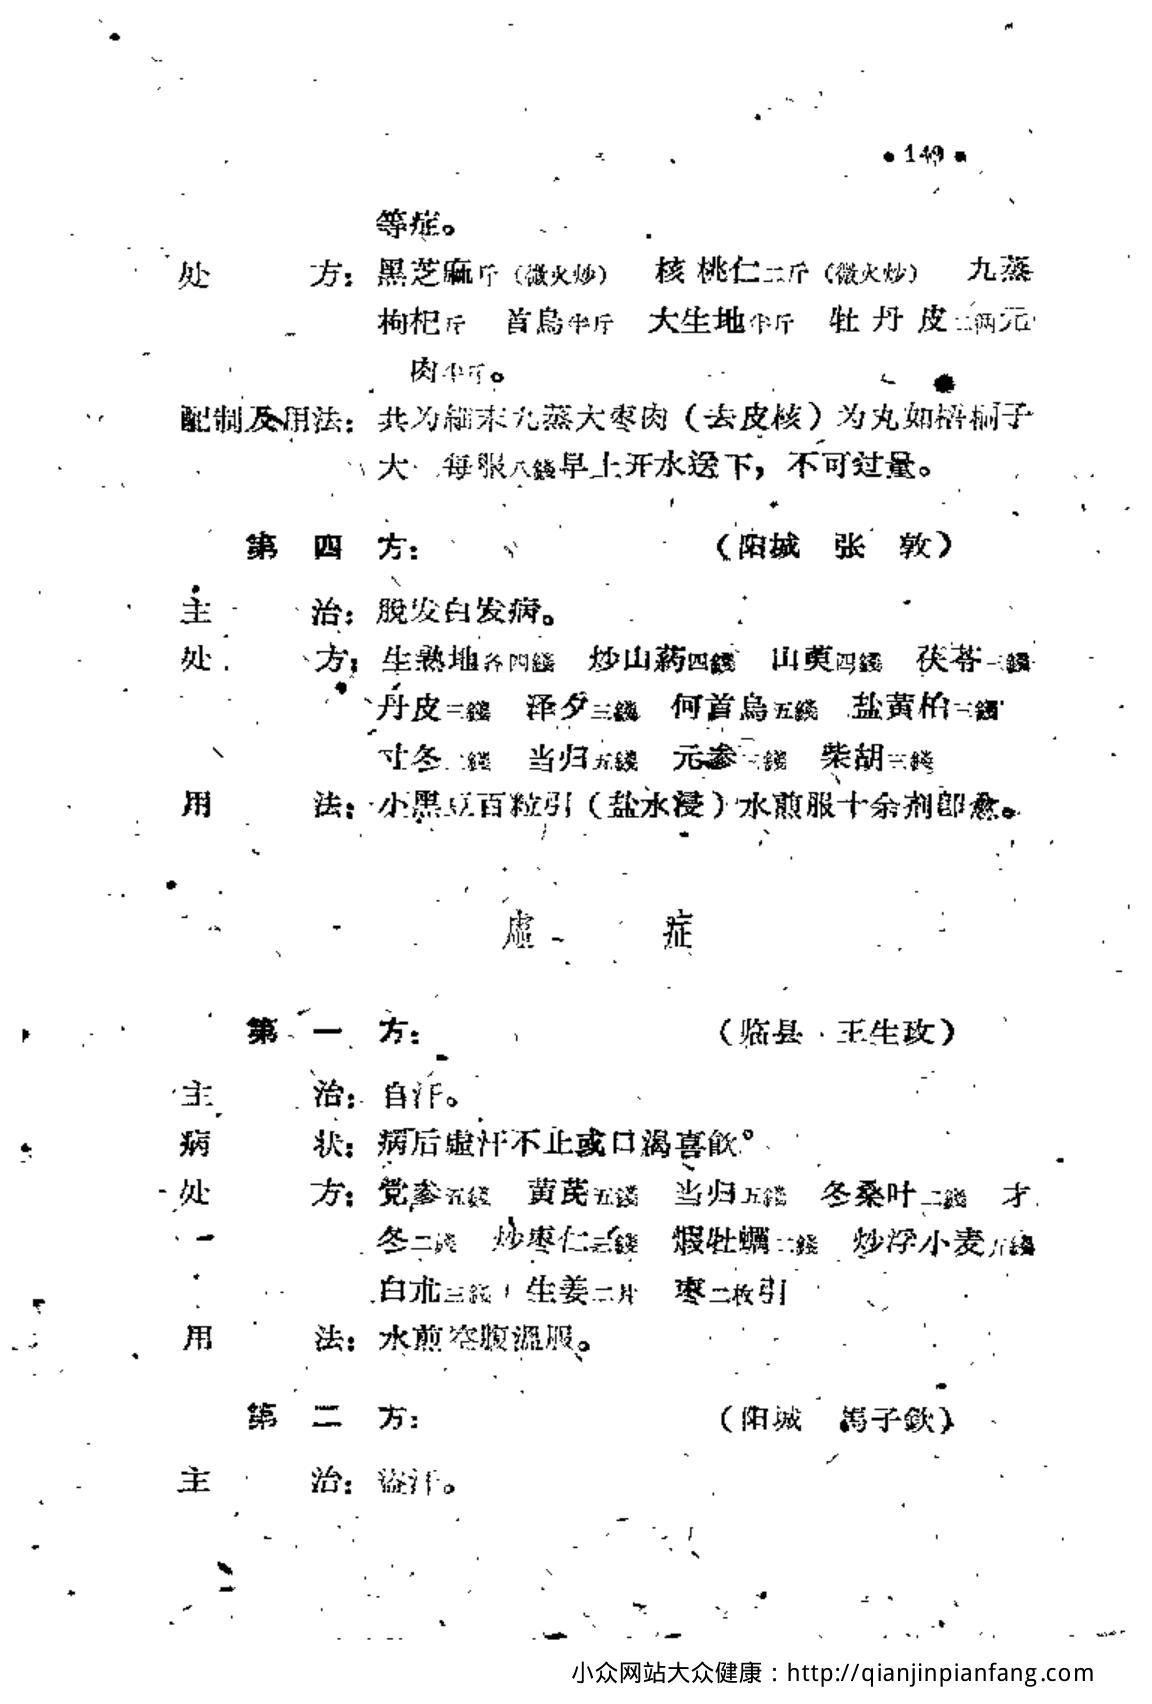 • 149 •
等症。
处 方：黑芝麻斤（微火炒） 核桃仁二斤（微火炒） 九蒸
枸杞斤 首烏半斤 大生地半斤 牡丹皮二兩元
肉半斤。
配制及用法：共为細末九蒸大枣肉（去皮核）为丸如梧桐子
大 每服八錢早上开水送下，不可过量。
第四方： （阳城 张 敦）
主 治：脫发白发病。
处 方：生熟地各四錢 炒山葯四錢 山萸四錢 茯苓三錢
丹皮三錢 泽夕三錢 何首烏五錢 盐黄柏三錢
寸冬二錢 当归五錢 元参三錢 柴胡三錢
用 法：小黑豆百粒引（盐水浸）水煎服十余剂即愈。
虛 症
第一方： （临县 王生玫）
主 治：自汗。
病 状：病后虛汗不止或口渴喜飮。
处 方：党参五錢 黄芪五錢 当归五錢 冬桑叶二錢 才
冬二錢 炒枣仁三錢 煅牡蠣二錢 炒浮小麦五錢
白朮三錢 生姜二片 枣二枚引
用 法：水煎空腹溫服。
第二方： （阳城 馬子欽）
主 治：盜汗。
小众网站大众健康：http://qianjinpianfang.com